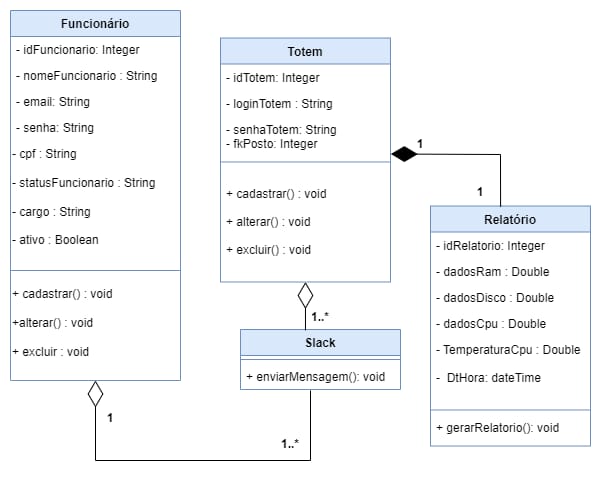 Funcionário
- idFuncionario: Integer
- nomeFuncionario : String
- email: String
- senha: String
- cpf : String
- statusFuncionario : String
- cargo : String
- ativo : Boolean
+ cadastrar() : void
+alterar() : void
+ excluir : void
1
1..*
Totem
- idTotem: Integer
- loginTotem : String
- senhaTotem: String
- fkPosto: Integer
+ cadastrar() : void
+ alterar() : void
+ excluir() : void
1..*
1
1
Slack
+ enviarMensagem(): void
Relatório
- idRelatorio: Integer
- dadosRam : Double
- dadosDisco : Double
- dadosCpu : Double
- TemperaturaCpu : Double
- DtHora: dateTime
+ gerarRelatorio(): void